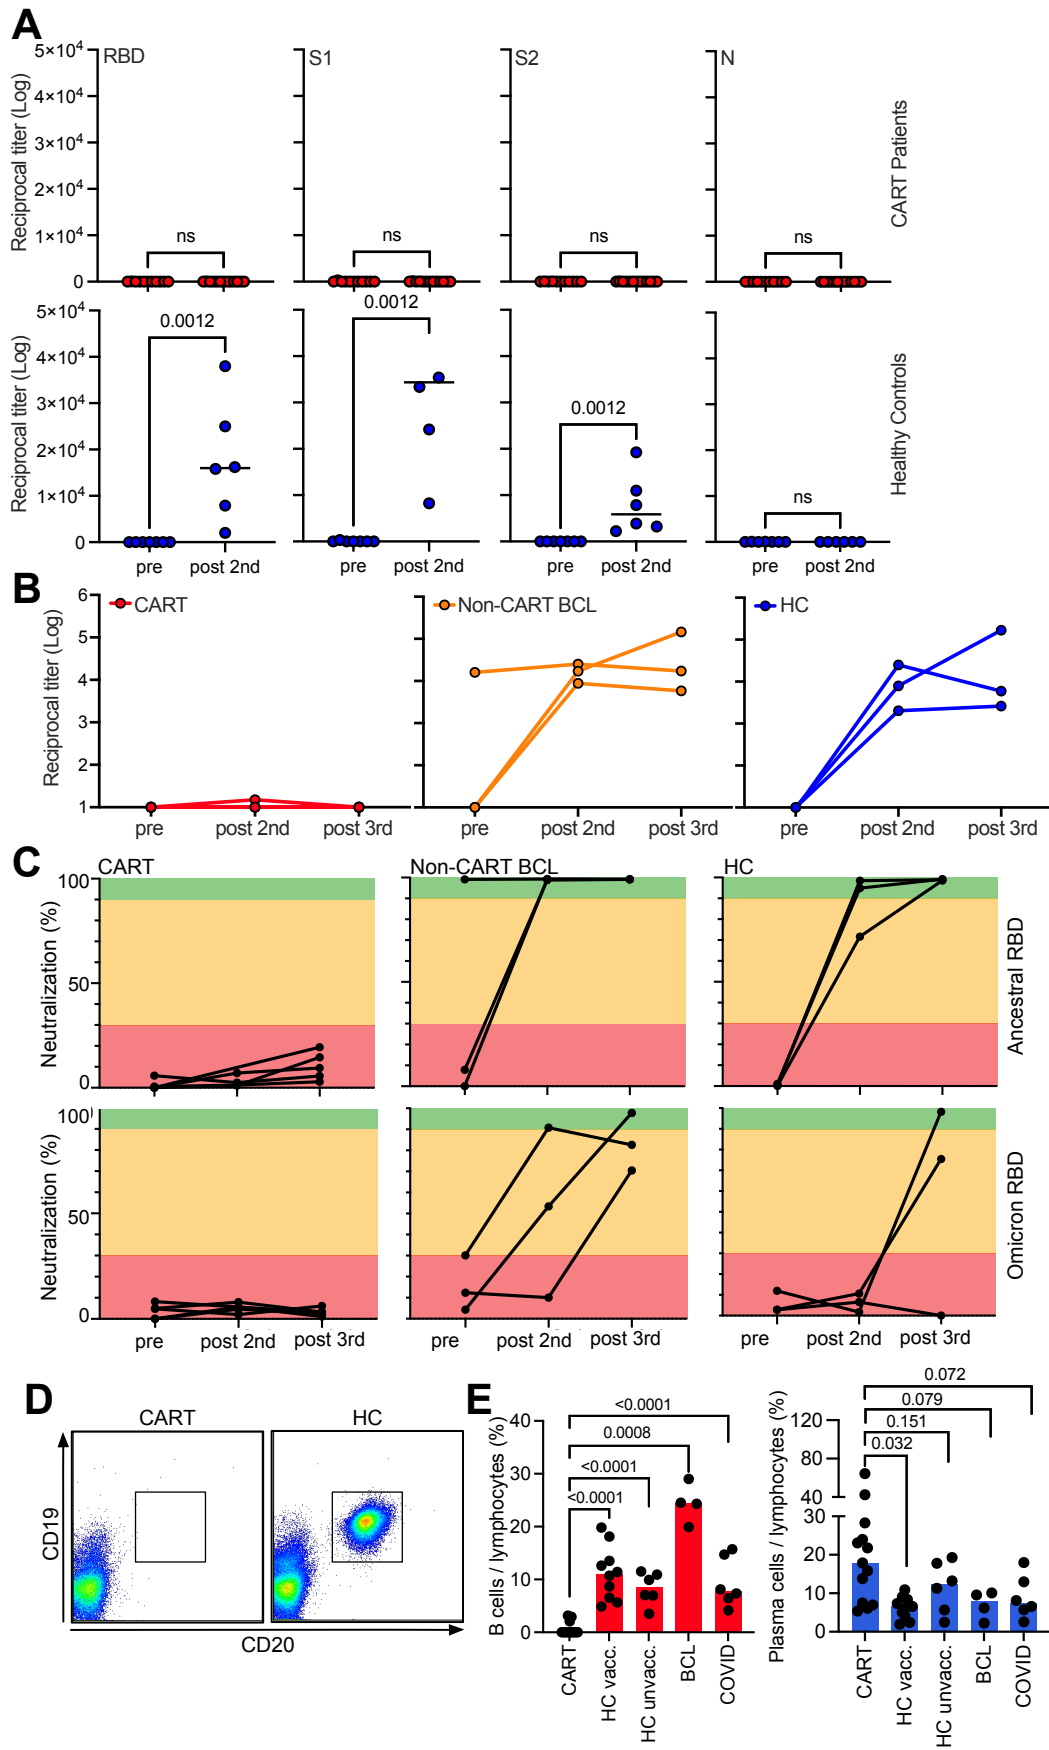 A
RBD
S1
S2
N
Reciprocal titer (Log)
5×10⁴
4×10⁴
3×10⁴
2×10⁴
1×10⁴
0
ns
ns
ns
ns
CART Patients
Reciprocal titer (Log)
5×10⁴
4×10⁴
3×10⁴
2×10⁴
1×10⁴
0
0.0012
0.0012
0.0012
ns
Healthy Controls
pre
post 2nd
pre
post 2nd
pre
post 2nd
pre
post 2nd
B
CART
Non-CART BCL
HC
Reciprocal titer (Log)
6
5
4
3
2
1
pre
post 2nd
post 3rd
pre
post 2nd
post 3rd
pre
post 2nd
post 3rd
C
CART
Non-CART BCL
HC
Neutralization (%)
100
50
0
Ancestral RBD
Neutralization (%)
100
50
0
Omicron RBD
pre
post 2nd
post 3rd
pre
post 2nd
post 3rd
pre
post 2nd
post 3rd
D
CART
HC
CD19
CD20
E
B cells / lymphocytes (%)
40
30
20
10
0
<0.0001
0.0008
<0.0001
<0.0001
CART
HC vacc.
HC unvacc.
BCL
COVID
Plasma cells / lymphocytes (%)
120
80
40
30
20
10
0
0.072
0.079
0.151
0.032
CART
HC vacc.
HC unvacc.
BCL
COVID